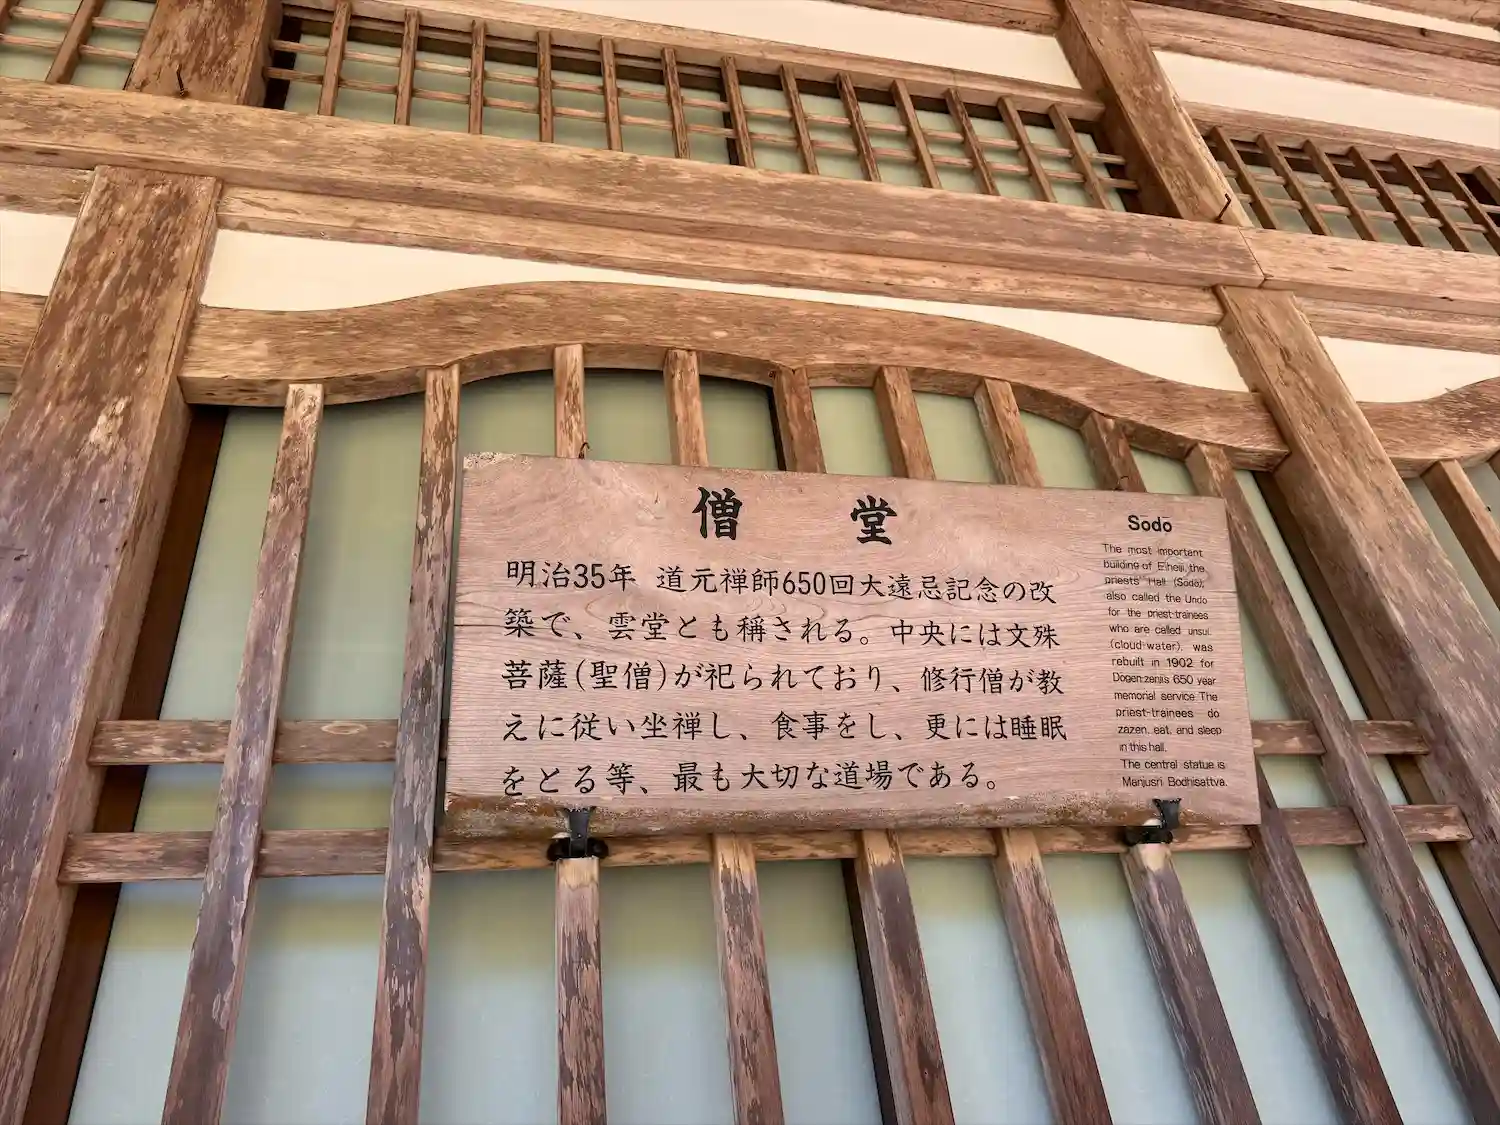 僧 堂
明治35年 道元禅師650回大遠忌記念の改
築で、雲堂とも稱される。中央には文殊
菩薩(聖僧)が祀られており、修行僧が教
えに従い坐禅し、食事をし、更には睡眠
をとる等、最も大切な道場である。
Sodō
The most important
building of Eiheiji, the
priests' Hall (Sodo),
also called the Undo
for the priest-trainees
who are called unsui.
(cloud-water), was
rebuilt in 1902 for
Dogen-zenjis 650 year
memorial service The
priest-trainees do
zazen, eat, and sleep
in this hall.
The central statue is
Manjusri Bodhisattva.